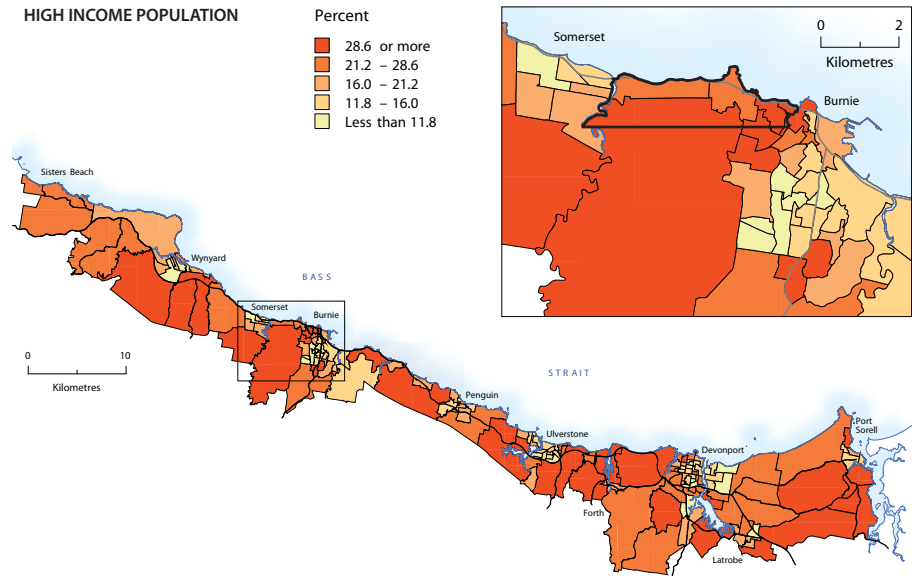 HIGH INCOME POPULATION
Percent
28.6 or more
21.2 – 28.6
16.0 – 21.2
11.8 – 16.0
Less than 11.8
Somerset
0 2
Kilometres
Burnie
Sisters Beach
Wynyard
BASS
Somerset
Burnie
0 10
Kilometres
STRAIT
Penguin
Ulverstone
Port
Sorell
Devonport
Forth
Latrobe